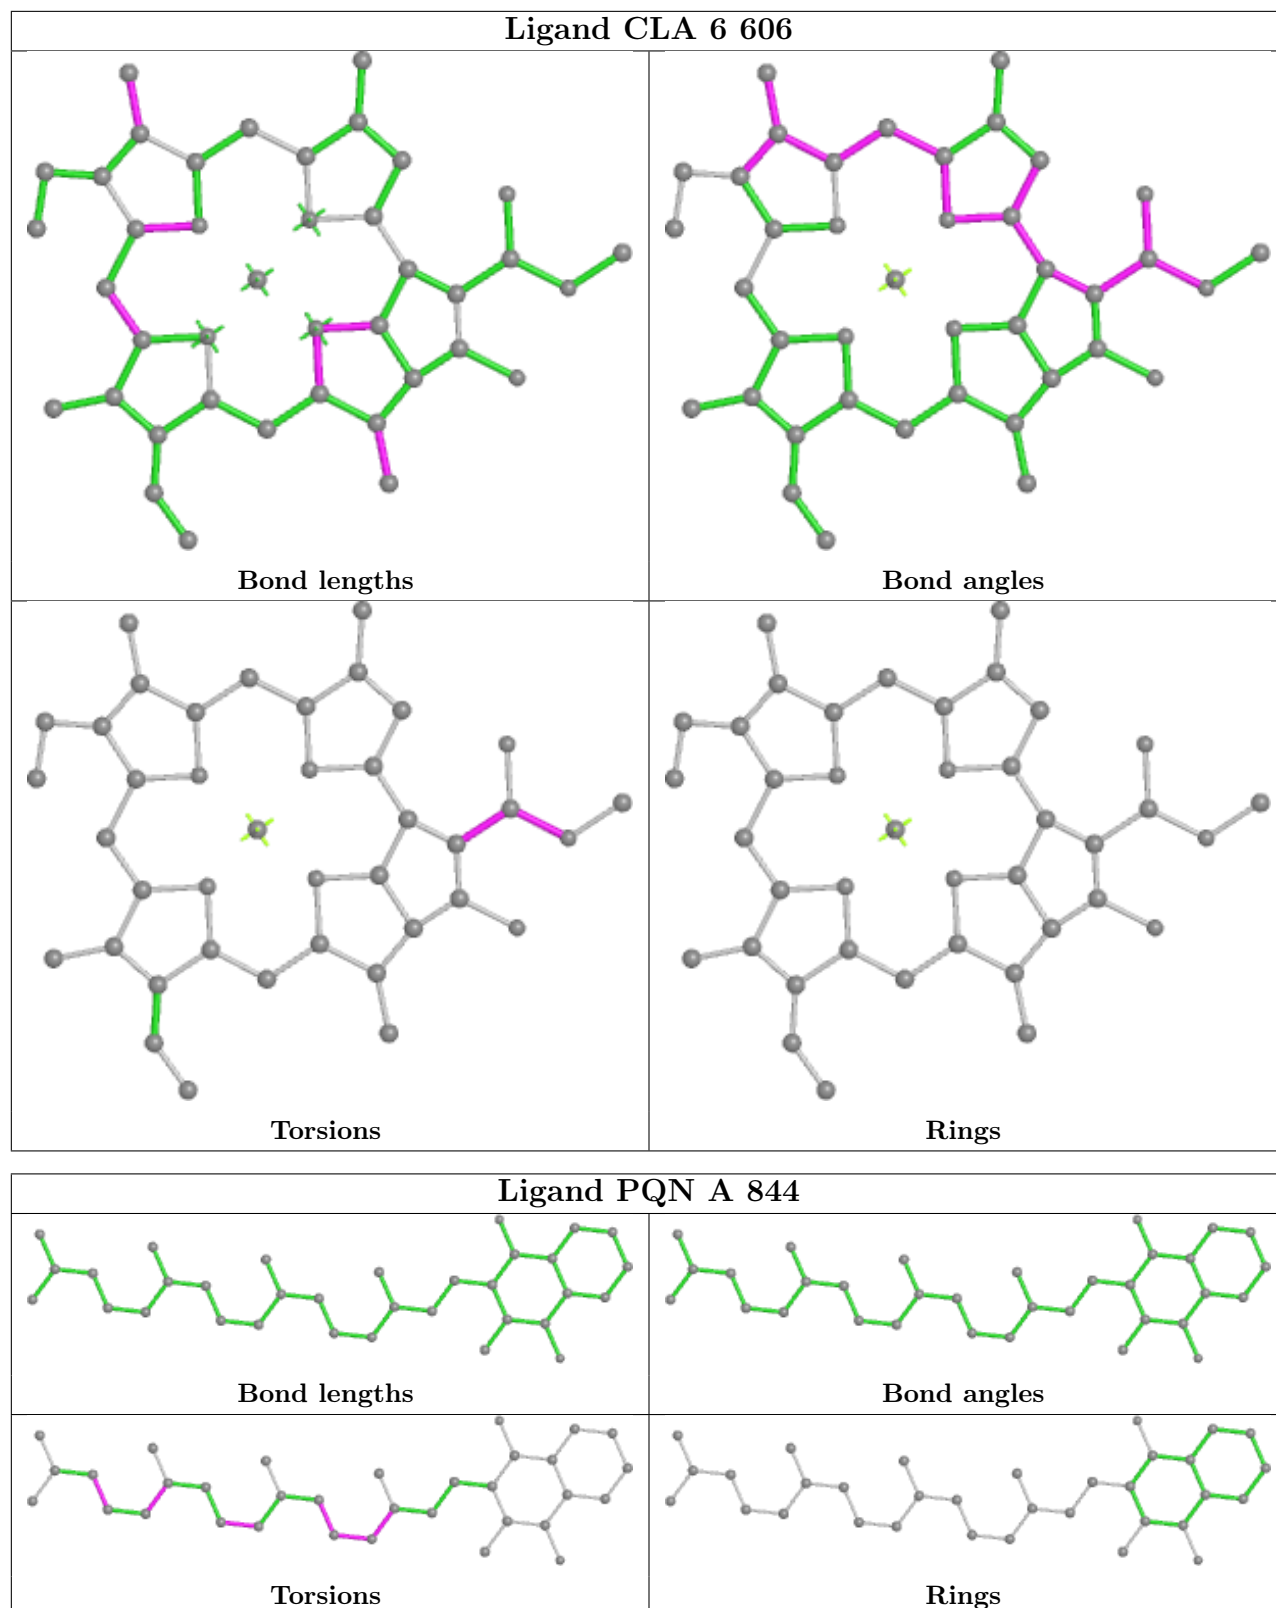 Ligand CLA 6 606
Bond lengths
Bond angles
Torsions
Rings
Ligand PQN A 844
Bond lengths
Bond angles
Torsions
Rings